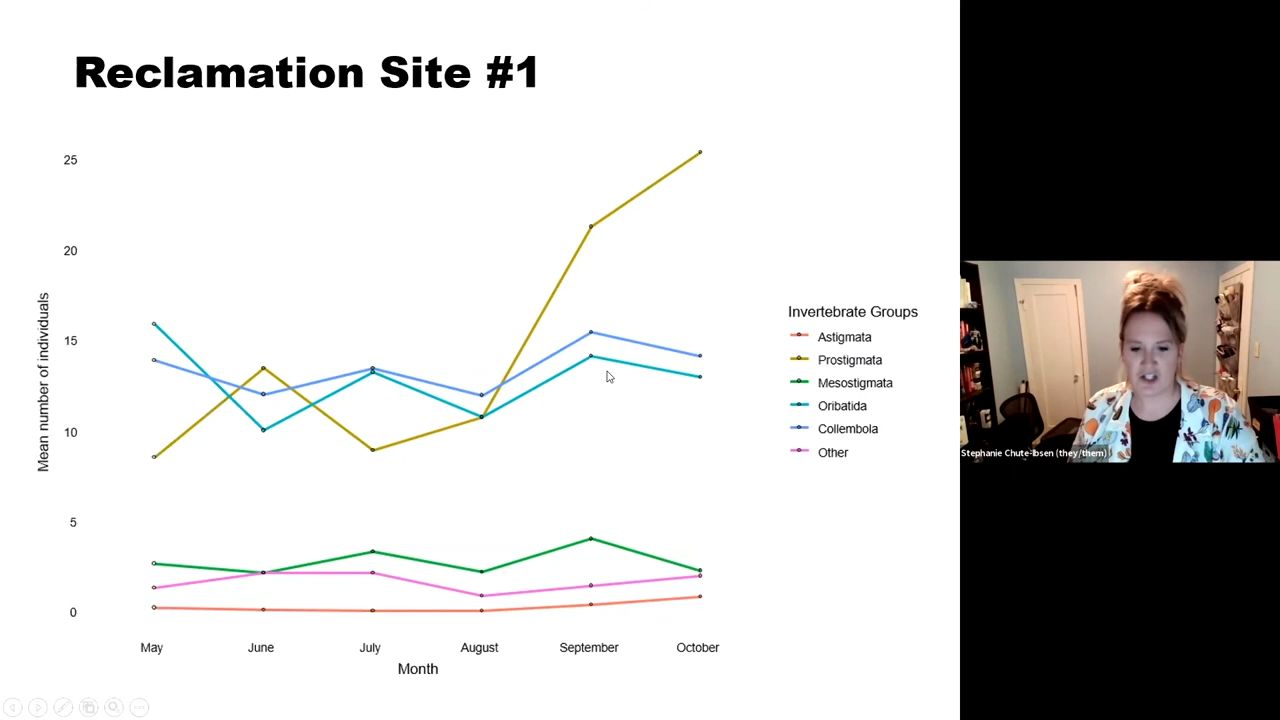 Reclamation Site #1
25
20
15
10
5
0
Mean number of individuals
May
June
July
August
September
October
Month
Invertebrate Groups
Astigmata
Prostigmata
Mesostigmata
Oribatida
Collembola
Other
Stephanie Chute-Ibsen (they/them)